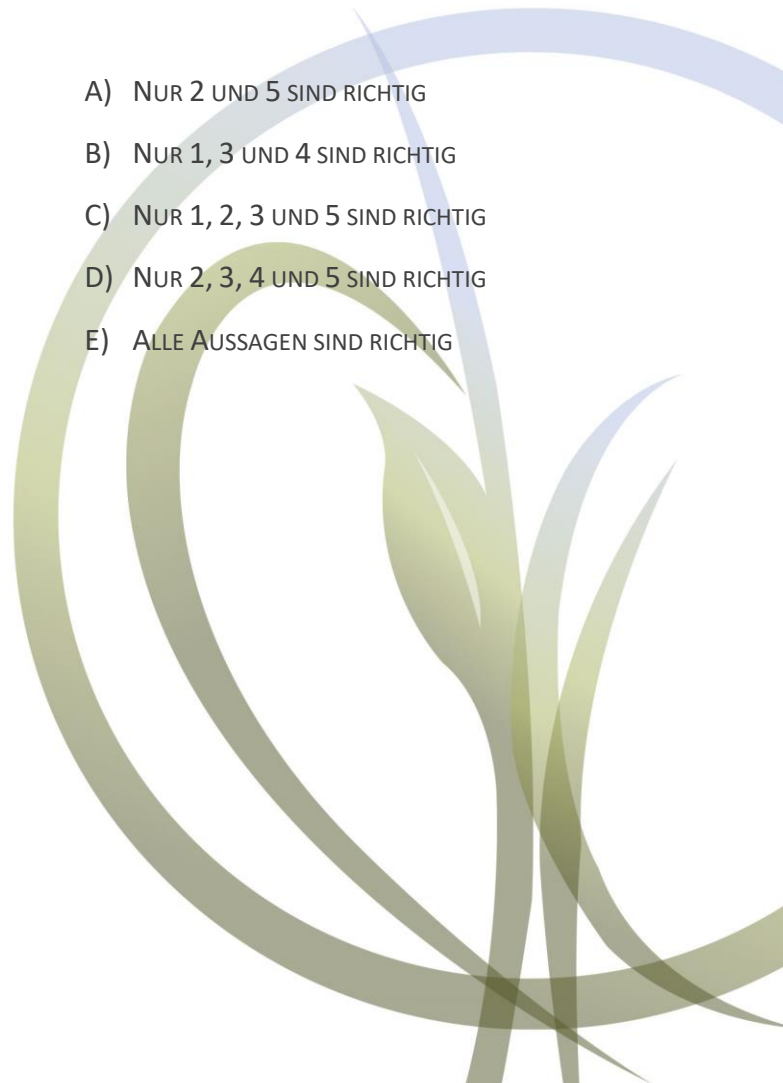 A) NUR 2 UND 5 SIND RICHTIG
B) NUR 1, 3 UND 4 SIND RICHTIG
C) NUR 1, 2, 3 UND 5 SIND RICHTIG
D) NUR 2, 3, 4 UND 5 SIND RICHTIG
E) ALLE AUSSAGEN SIND RICHTIG